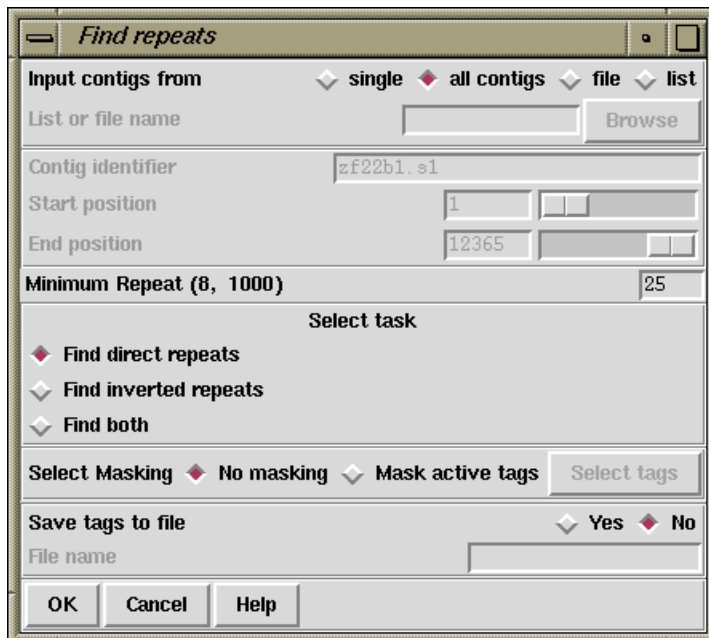 Find repeats
Input contigs from single all contigs file list
List or file name Browse
Contig identifier zf22b1.s1
Start position 1
End position 12365
Minimum Repeat (8, 1000) 25
Select task
Find direct repeats
Find inverted repeats
Find both
Select Masking No masking Mask active tags Select tags
Save tags to file Yes No
File name
OK Cancel Help